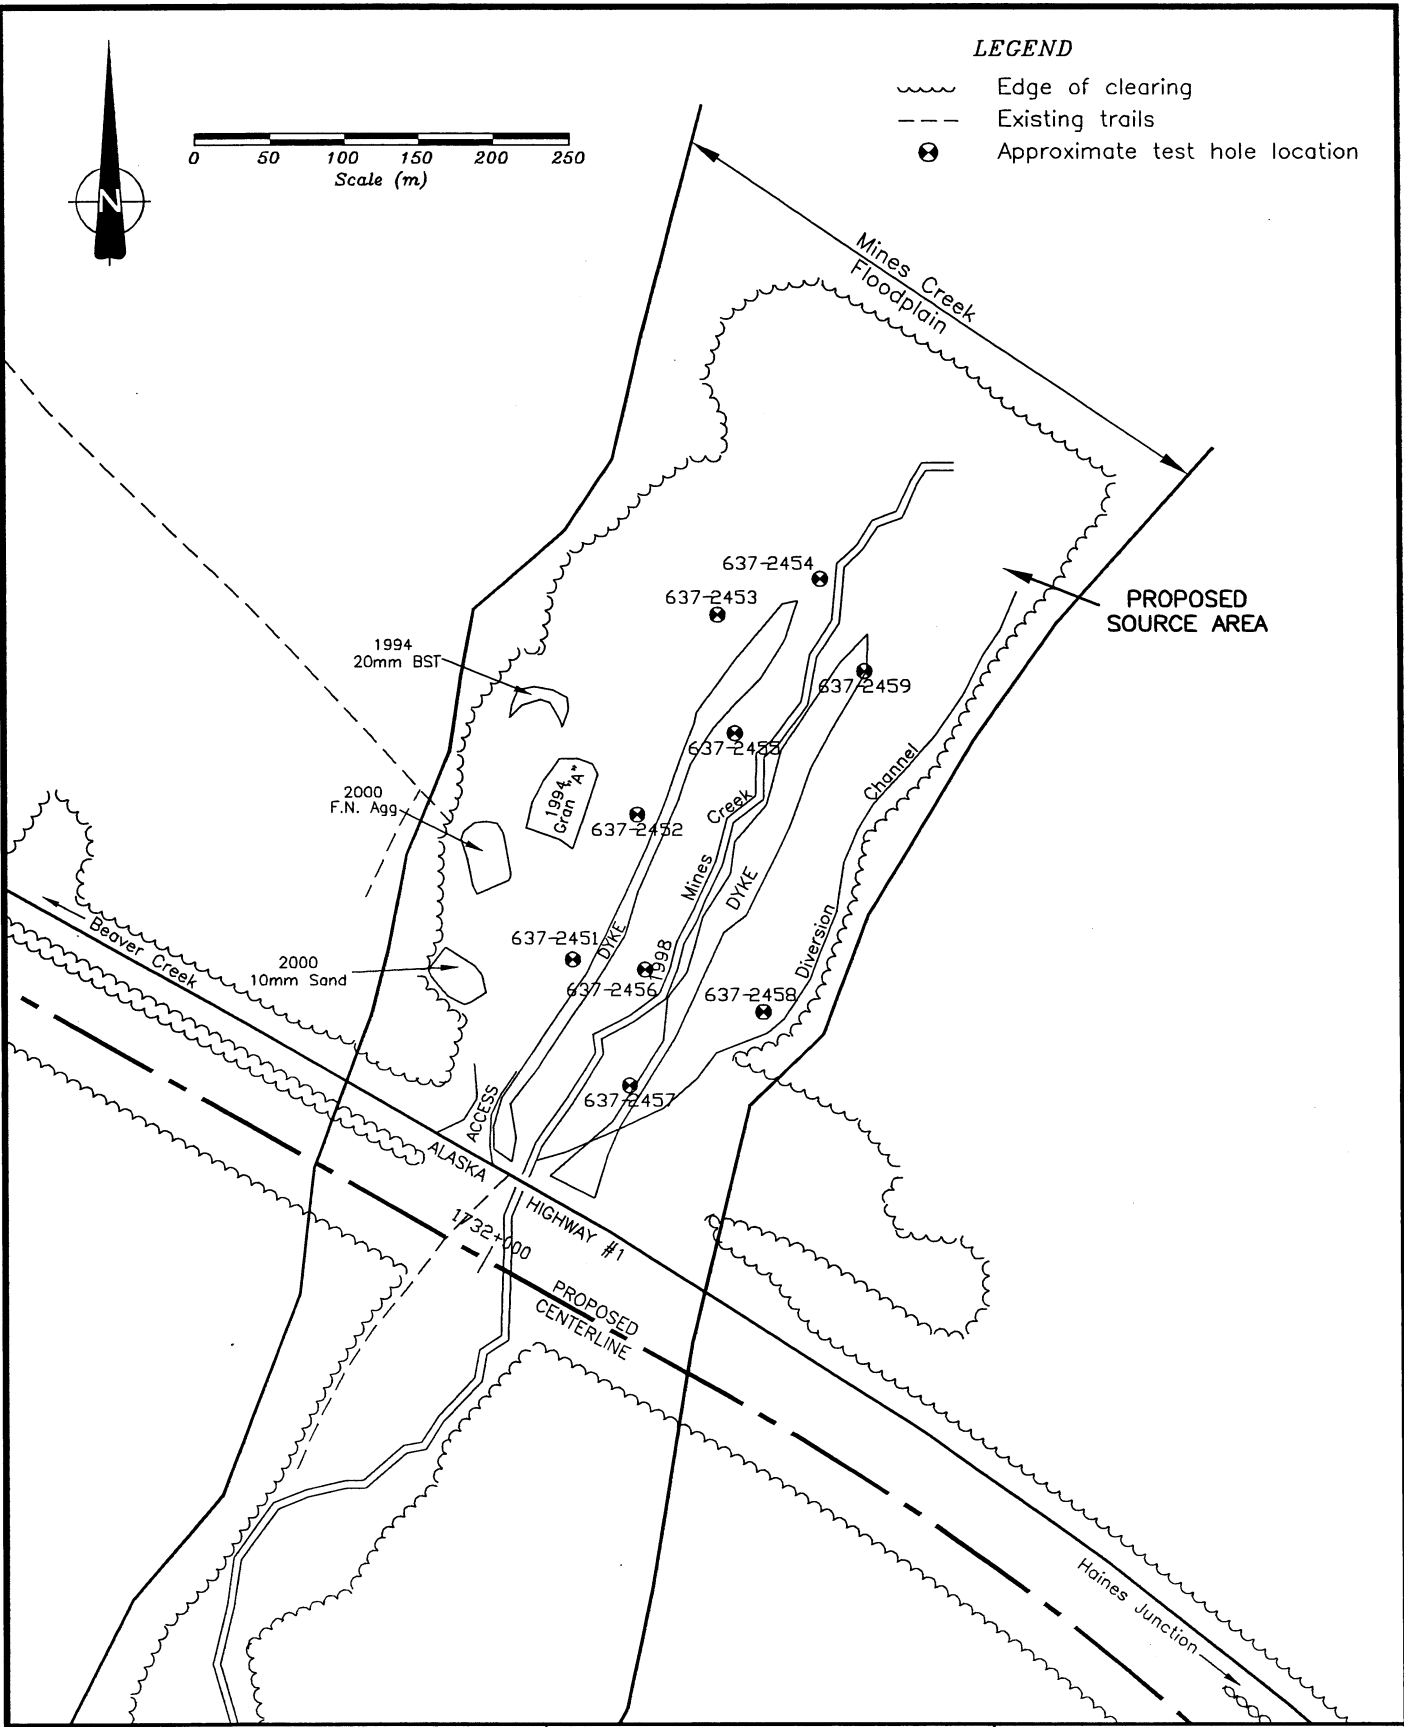 LEGEND
Edge of clearing
Existing trails
Approximate test hole location
N
0 50 100 150 200 250
Scale (m)
Mines Creek
Floodplain
637-2454
637-2453
PROPOSED
SOURCE AREA
1994
20mm BST
637-2459
637-2455
Channel
2000
F.N. Agg
1994
Gran "A"
637-2452
Creek
Mines
1998
DYKE
DYKE
Diversion
Beaver Creek
637-2451
2000
10mm Sand
637-2456
637-2458
637-2457
ACCESS
ALASKA
HIGHWAY #1
1732+000
PROPOSED
CENTERLINE
Haines Junction